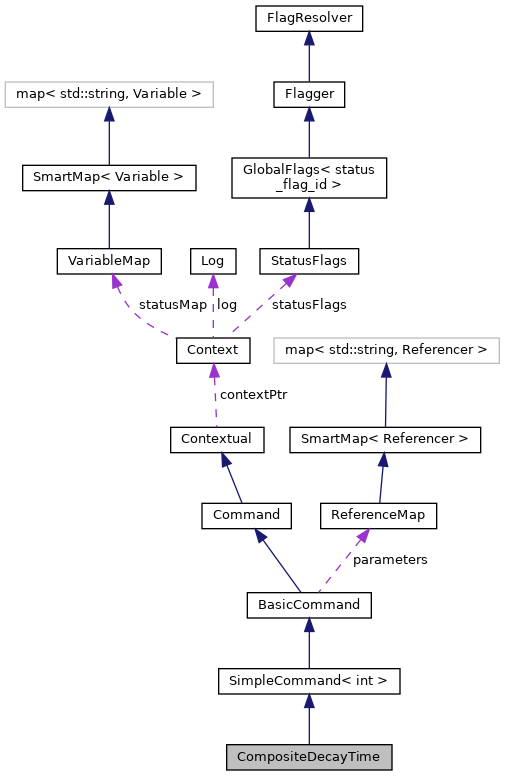 FlagResolver
map< std::string, Variable >
Flagger
SmartMap< Variable >
GlobalFlags< status
_flag_id >
VariableMap
Log
StatusFlags
statusMap
log
statusFlags
Context
map< std::string, Referencer >
contextPtr
Contextual
SmartMap< Referencer >
Command
ReferenceMap
parameters
BasicCommand
SimpleCommand< int >
CompositeDecayTime